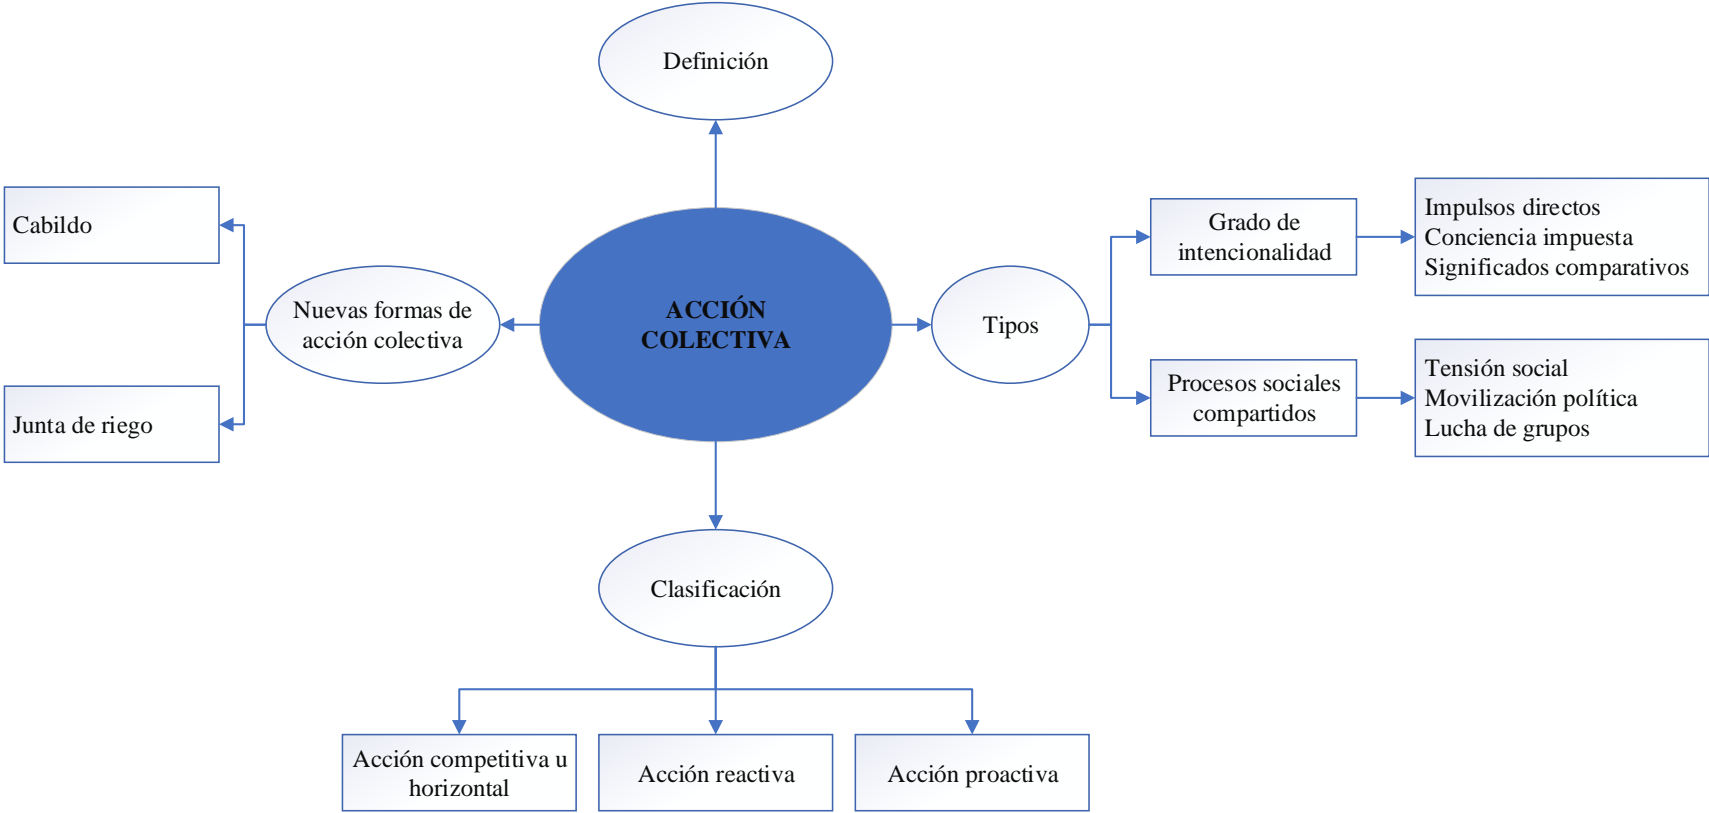 Definición
Cabildo
Nuevas formas de
acción colectiva
Junta de riego
ACCIÓN
COLECTIVA
Tipos
Grado de
intencionalidad
Impulsos directos
Conciencia impuesta
Significados comparativos
Procesos sociales
compartidos
Tensión social
Movilización política
Lucha de grupos
Clasificación
Acción competitiva u
horizontal
Acción reactiva
Acción proactiva